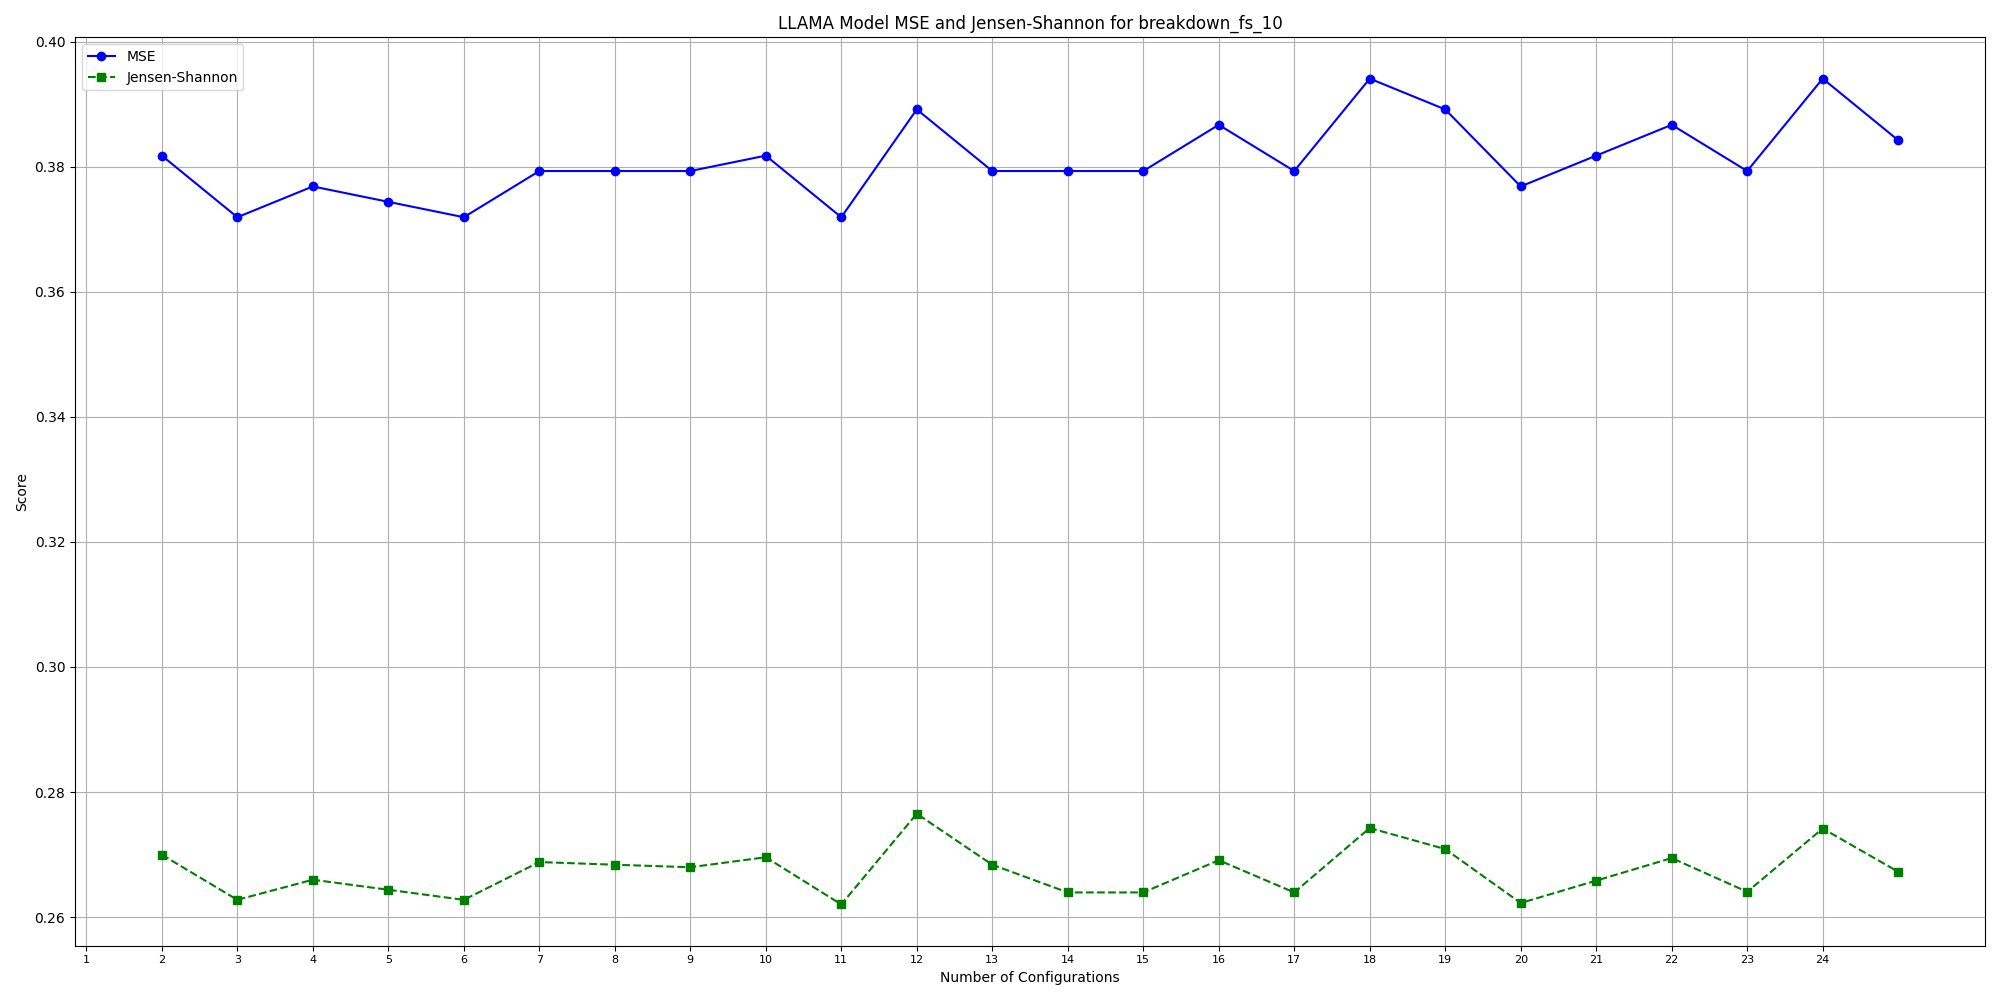 LLAMA Model MSE and Jensen-Shannon for breakdown_fs_10
MSE
Jensen-Shannon
0.40
0.38
0.36
0.34
0.32
0.30
0.28
0.26
Score
1 2 3 4 5 6 7 8 9 10 11 12 13 14 15 16 17 18 19 20 21 22 23 24
Number of Configurations